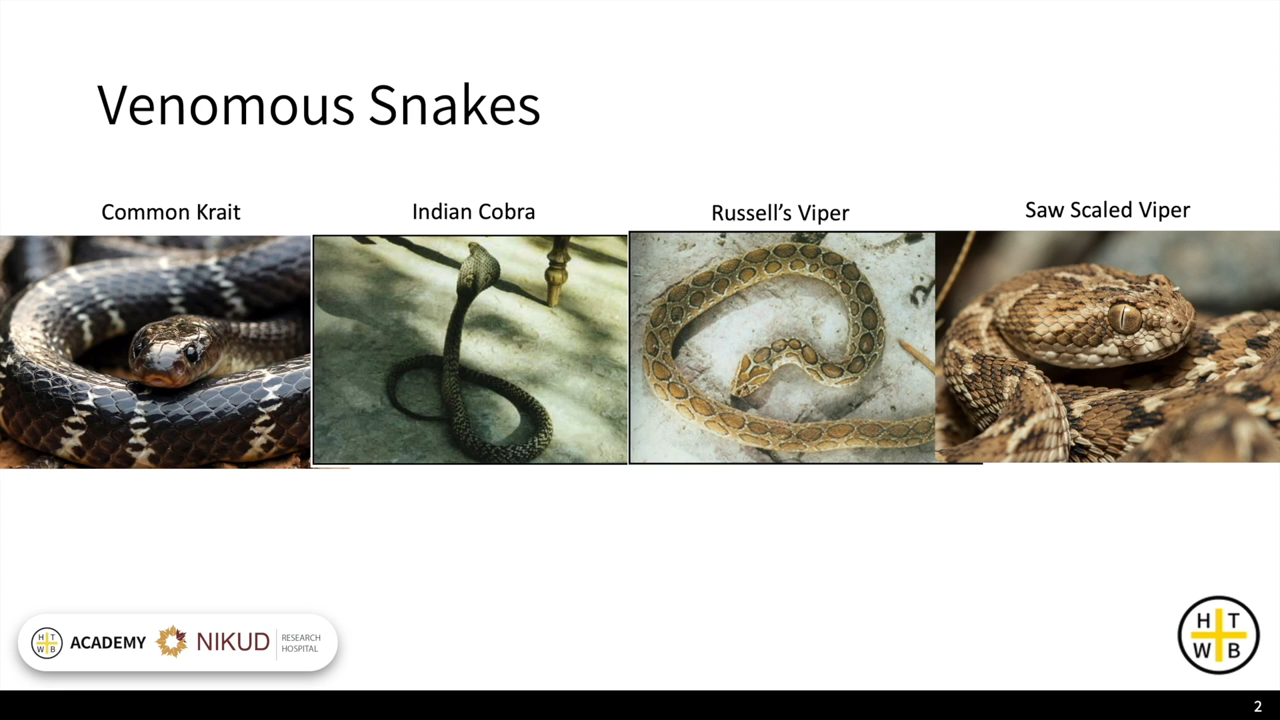 Venomous Snakes
Common Krait
Indian Cobra
Russell’s Viper
Saw Scaled Viper
H T
W B
ACADEMY
NIKUD
RESEARCH
HOSPITAL
H T
W B
2